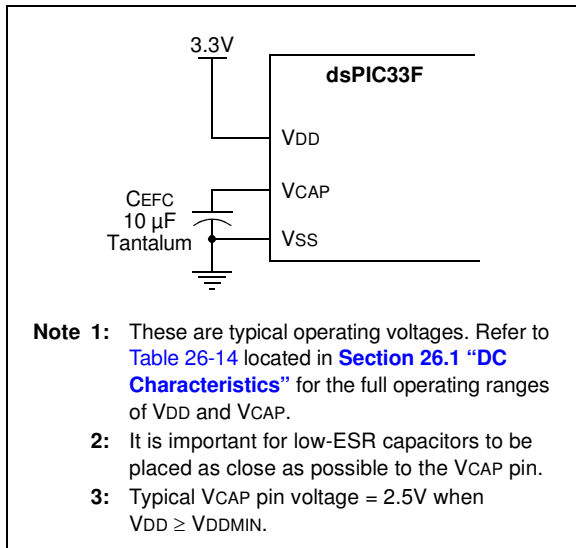 3.3V
dsPIC33F
VDD
VCAP
CEFC
10 µF
Tantalum
VSS
Note 1: These are typical operating voltages. Refer to
Table 26-14 located in Section 26.1 “DC
Characteristics” for the full operating ranges
of VDD and VCAP.
2: It is important for low-ESR capacitors to be
placed as close as possible to the VCAP pin.
3: Typical VCAP pin voltage = 2.5V when
VDD ≥ VDDMIN.